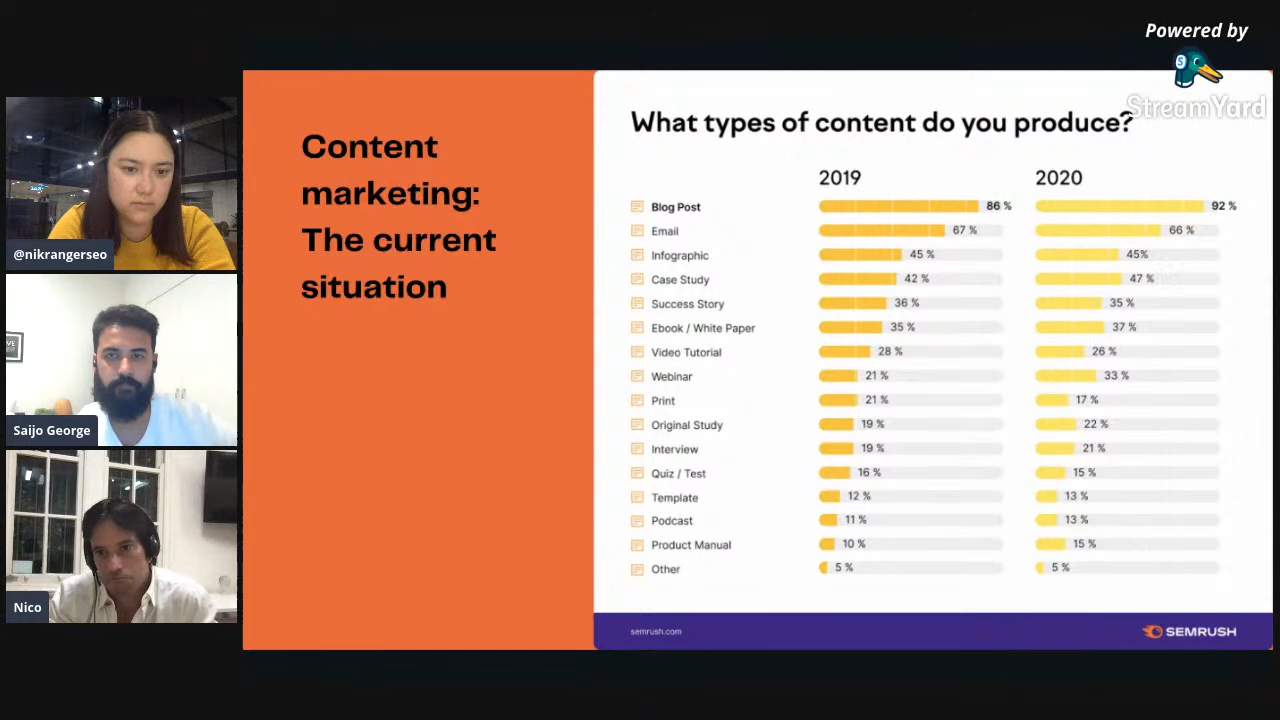 Powered by
StreamYard
@nikrangerseo
Saijo George
Nico
Content
marketing:
The current
situation
What types of content do you produce?
2019 2020
Blog Post 86 % 92 %
Email 67 % 66 %
Infographic 45 % 45%
Case Study 42 % 47 %
Success Story 36 % 35 %
Ebook / White Paper 35 % 37 %
Video Tutorial 28 % 26 %
Webinar 21 % 33 %
Print 21 % 17 %
Original Study 19 % 22 %
Interview 19 % 21 %
Quiz / Test 16 % 15 %
Template 12 % 13 %
Podcast 11 % 13 %
Product Manual 10 % 15 %
Other 5 % 5 %
semrush.com SEMRUSH